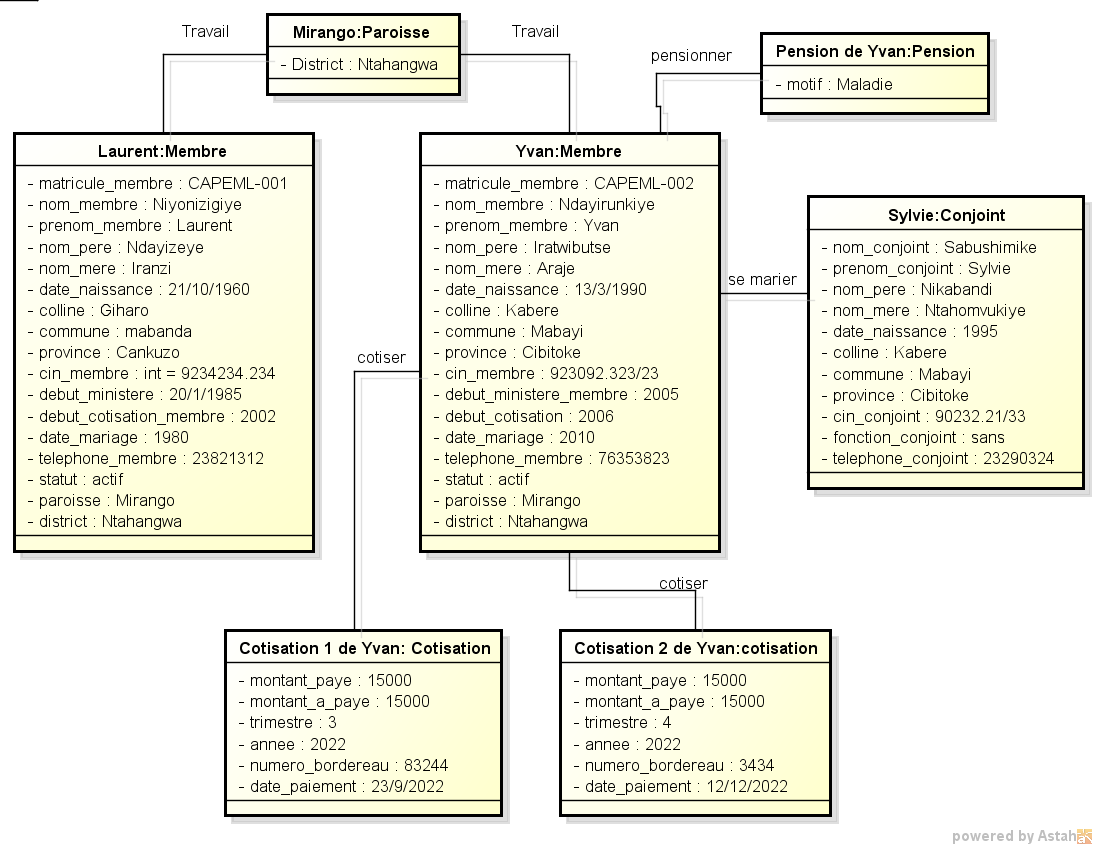 Travail
Mirango:Paroisse
- District : Ntahangwa
Travail
pensionner
Pension de Yvan:Pension
- motif : Maladie
Laurent:Membre
- matricule_membre : CAPEML-001
- nom_membre : Niyonizigiye
- prenom_membre : Laurent
- nom_pere : Ndayizeye
- nom_mere : Iranzi
- date_naissance : 21/10/1960
- colline : Giharo
- commune : mabanda
- province : Cankuzo
- cin_membre : int = 9234234.234
- debut_ministere : 20/1/1985
- debut_cotisation_membre : 2002
- date_mariage : 1980
- telephone_membre : 23821312
- statut : actif
- paroisse : Mirango
- district : Ntahangwa
Yvan:Membre
- matricule_membre : CAPEML-002
- nom_membre : Ndayirunkiye
- prenom_membre : Yvan
- nom_pere : Iratwibutse
- nom_mere : Araje
- date_naissance : 13/3/1990
- colline : Kabere
- commune : Mabayi
- province : Cibitoke
- cin_membre : 923092.323/23
- debut_ministere_membre : 2005
- debut_cotisation : 2006
- date_mariage : 2010
- telephone_membre : 76353823
- statut : actif
- paroisse : Mirango
- district : Ntahangwa
se marier
Sylvie:Conjoint
- nom_conjoint : Sabushimike
- prenom_conjoint : Sylvie
- nom_pere : Nikabandi
- nom_mere : Ntahomvukiye
- date_naissance : 1995
- colline : Kabere
- commune : Mabayi
- province : Cibitoke
- cin_conjoint : 90232.21/33
- fonction_conjoint : sans
- telephone_conjoint : 23290324
cotiser
cotiser
Cotisation 1 de Yvan: Cotisation
- montant_paye : 15000
- montant_a_paye : 15000
- trimestre : 3
- annee : 2022
- numero_bordereau : 83244
- date_paiement : 23/9/2022
Cotisation 2 de Yvan:cotisation
- montant_paye : 15000
- montant_a_paye : 15000
- trimestre : 4
- annee : 2022
- numero_bordereau : 3434
- date_paiement : 12/12/2022
powered by Astah